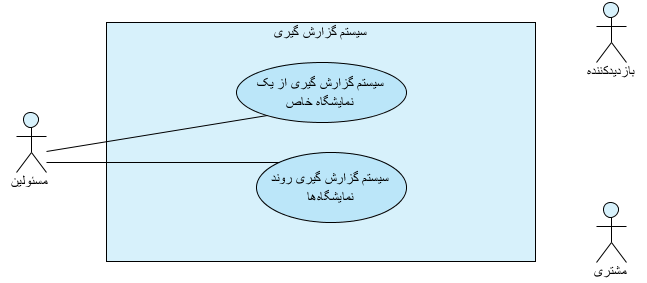 سیستم گزارش گیری
بازدیدکننده
سیستم گزارش گیری از یک
نمایشگاه خاص
مسئولین
سیستم گزارش گیری روند
نمایشگاه‌ها
مشتری